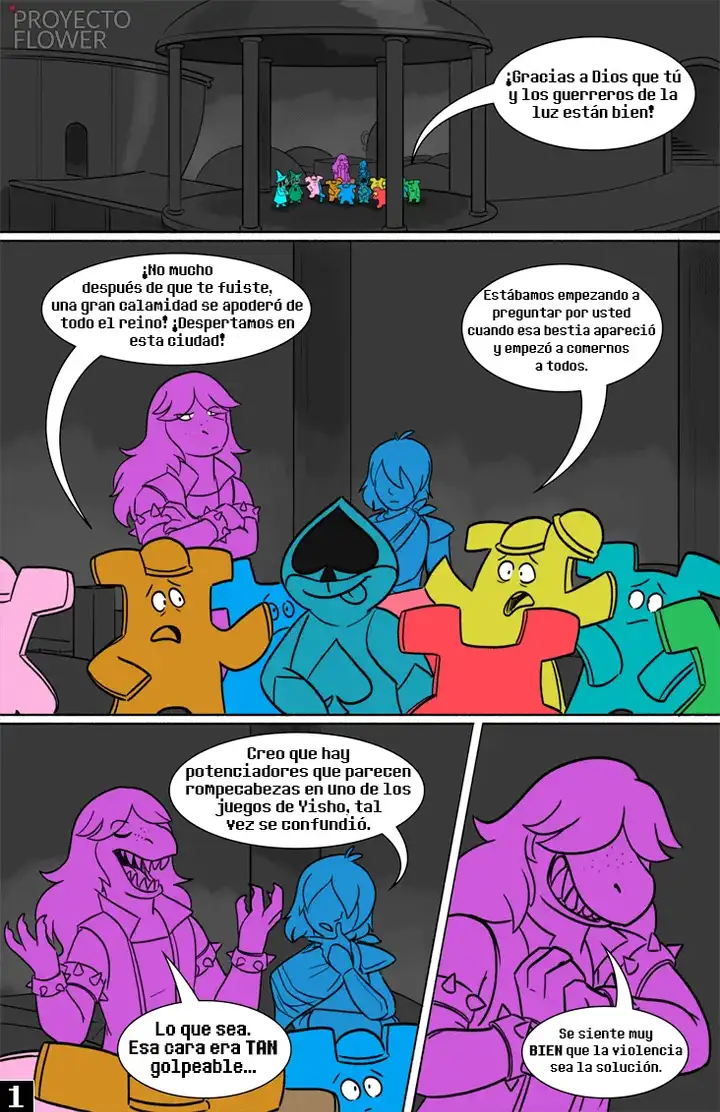 PROYECTO
FLOWER
¡Gracias a Dios que tú
y los guerreros de la
luz están bien!
¡No mucho
después de que te fuiste,
una gran calamidad se apoderó de
todo el reino! ¡Despertamos en
esta ciudad!
Estábamos empezando a
preguntar por usted
cuando esa bestia apareció
y empezó a comernos
a todos.
Creo que hay
potenciadores que parecen
rompecabezas en uno de los
juegos de Yisho, tal
vez se confundió.
Lo que sea.
Esa cara era TAN
golpeable...
Se siente muy
BIEN que la violencia
sea la solución.
1